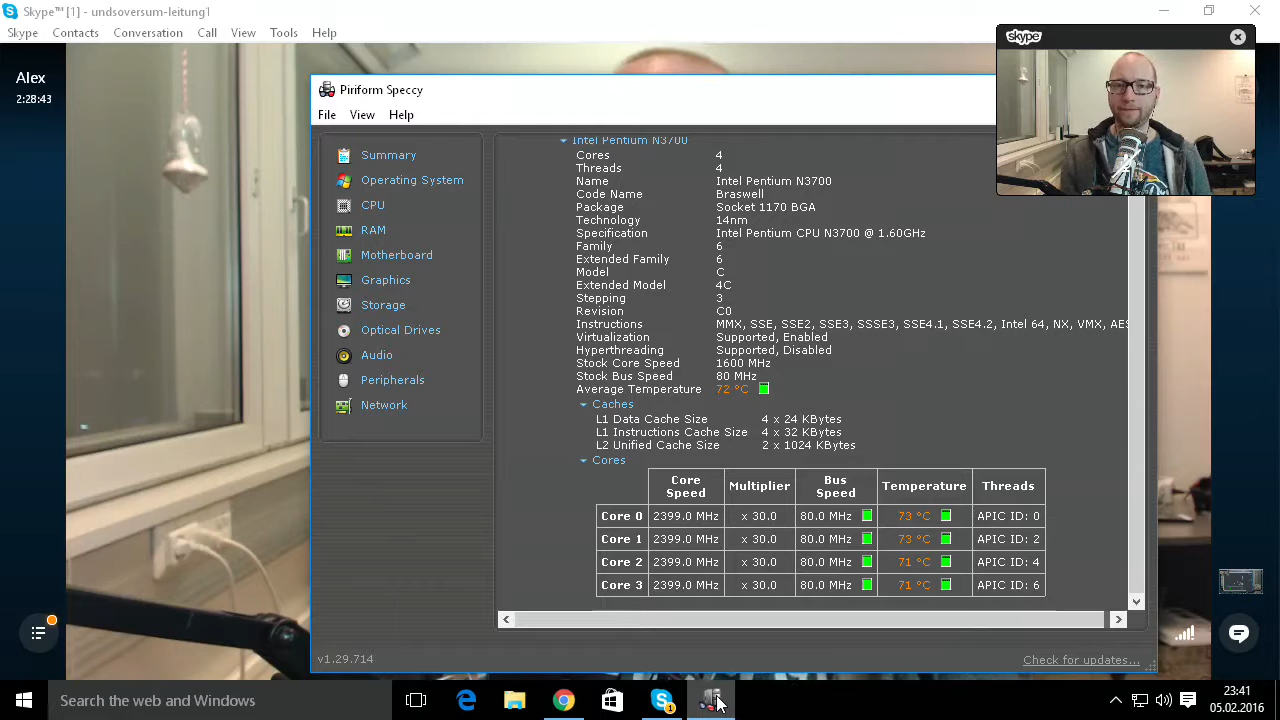 Skype™ [1] - undsoversum-leitung1
Skype Contacts Conversation Call View Tools Help
skype
Alex
2:28:43
Piriform Speccy
File View Help
Summary
Operating System
CPU
RAM
Motherboard
Graphics
Storage
Optical Drives
Audio
Peripherals
Network
Intel Pentium N3700
Cores 4
Threads 4
Name Intel Pentium N3700
Code Name Braswell
Package Socket 1170 BGA
Technology 14nm
Specification Intel Pentium CPU N3700 @ 1.60GHz
Family 6
Extended Family 6
Model C
Extended Model 4C
Stepping 3
Revision C0
Instructions MMX, SSE, SSE2, SSE3, SSSE3, SSE4.1, SSE4.2, Intel 64, NX, VMX, AES
Virtualization Supported, Enabled
Hyperthreading Supported, Disabled
Stock Core Speed 1600 MHz
Stock Bus Speed 80 MHz
Average Temperature 72 °C
Caches
L1 Data Cache Size 4 x 24 KBytes
L1 Instructions Cache Size 4 x 32 KBytes
L2 Unified Cache Size 2 x 1024 KBytes
Cores
Core Speed Multiplier Bus Speed Temperature Threads
Core 0 2399.0 MHz x 30.0 80.0 MHz 73 °C APIC ID: 0
Core 1 2399.0 MHz x 30.0 80.0 MHz 73 °C APIC ID: 2
Core 2 2399.0 MHz x 30.0 80.0 MHz 71 °C APIC ID: 4
Core 3 2399.0 MHz x 30.0 80.0 MHz 71 °C APIC ID: 6
v1.29.714
Check for updates...
Search the web and Windows
1
23:41
05.02.2016